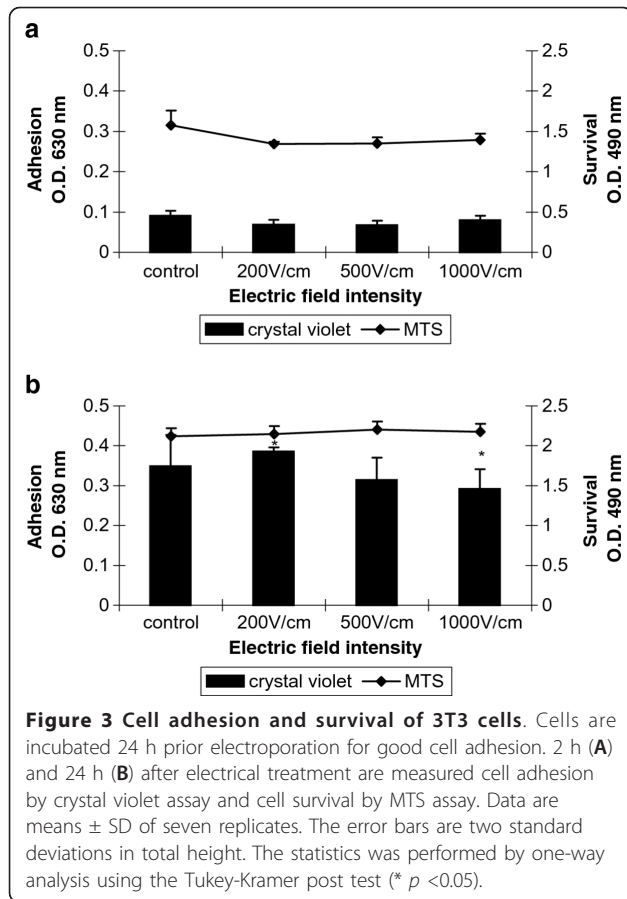 a
0.5
0.4
0.3
0.2
0.1
0
Adhesion
O.D. 630 nm
2.5
2
1.5
1
0.5
0
Survival
O.D. 490 nm
control 200V/cm 500V/cm 1000V/cm
Electric field intensity
crystal violet MTS
b
0.5
0.4
0.3
0.2
0.1
0
Adhesion
O.D. 630 nm
2.5
2
1.5
1
0.5
0
Survival
O.D. 490 nm
*
*
control 200V/cm 500V/cm 1000V/cm
Electric field intensity
crystal violet MTS
Figure 3 Cell adhesion and survival of 3T3 cells. Cells are
incubated 24 h prior electroporation for good cell adhesion. 2 h (A)
and 24 h (B) after electrical treatment are measured cell adhesion
by crystal violet assay and cell survival by MTS assay. Data are
means ± SD of seven replicates. The error bars are two standard
deviations in total height. The statistics was performed by one-way
analysis using the Tukey-Kramer post test (* p <0.05).